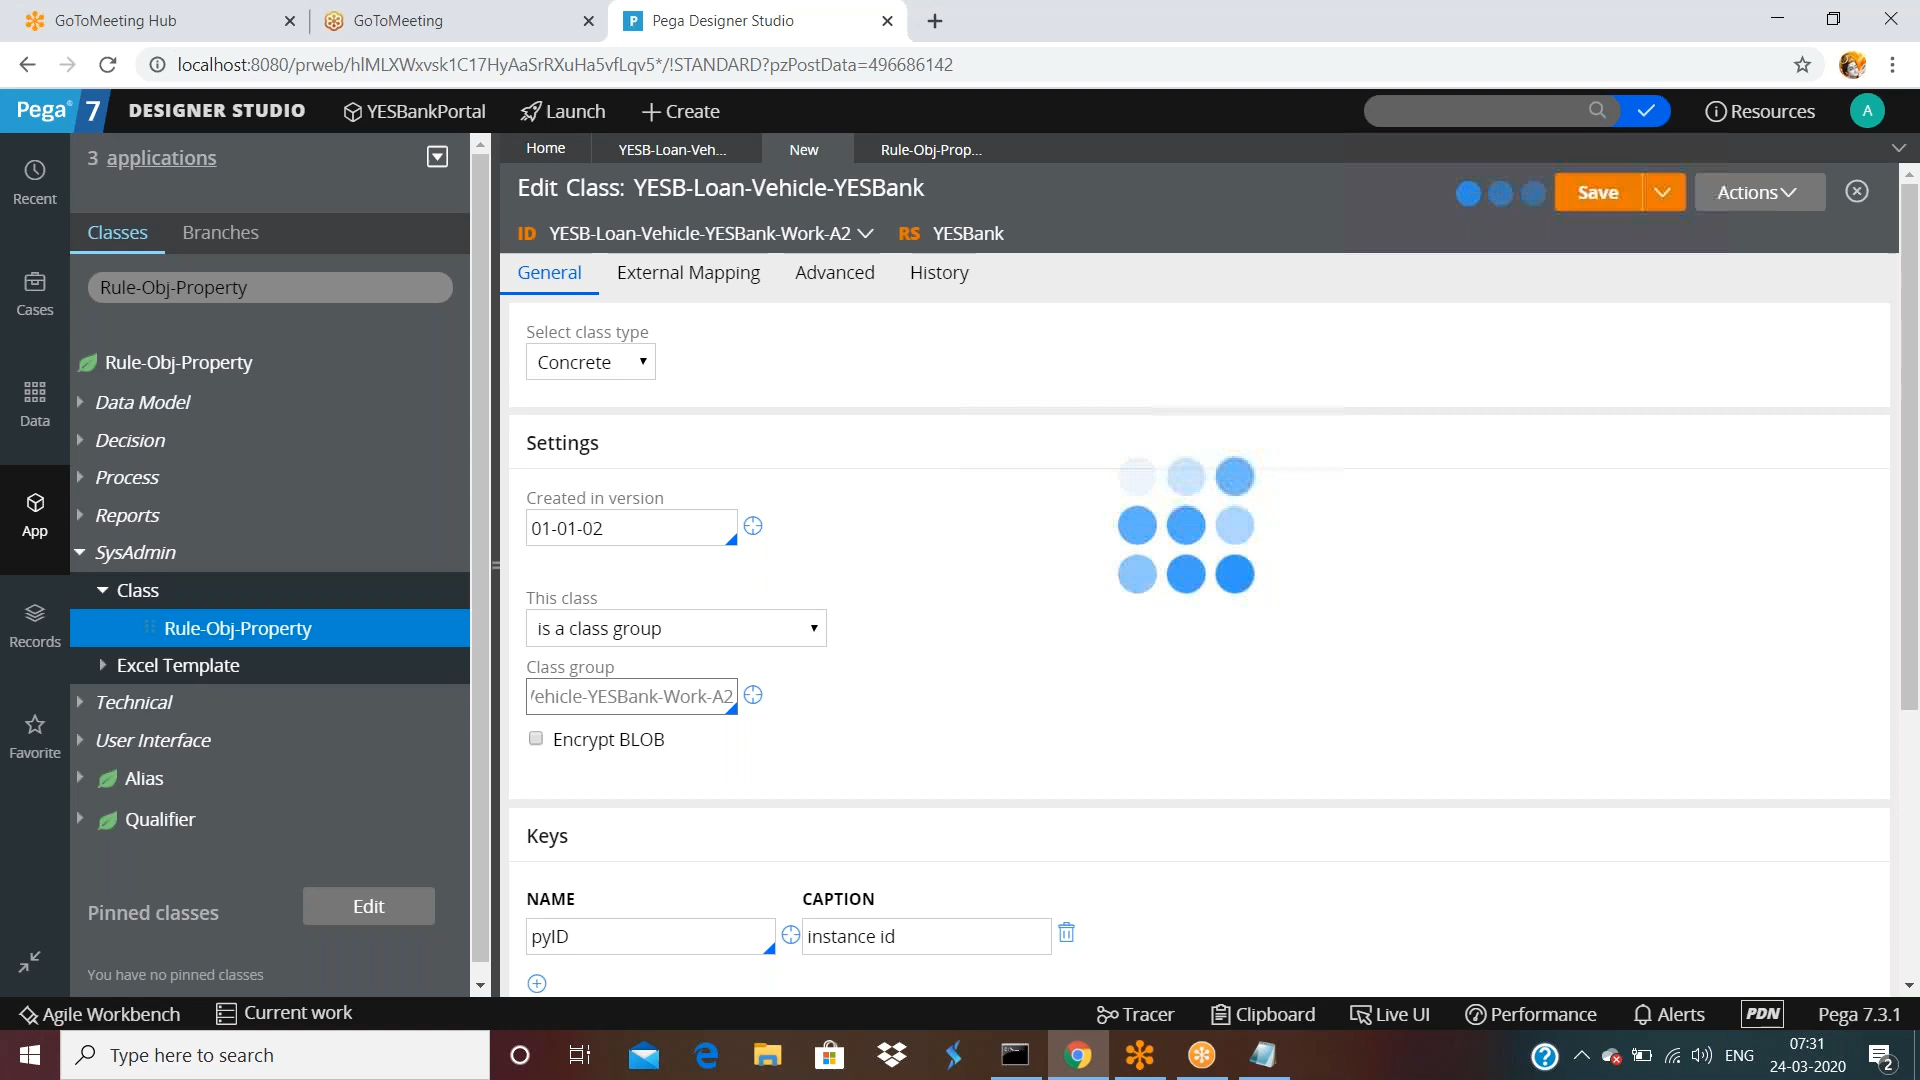 GoToMeeting Hub
GoToMeeting
Pega Designer Studio
localhost:8080/prweb/hIMLXWxvsk1C17HyAaSrRXuHa5vfLqv5*/!STANDARD?pzPostData=496686142
Pega 7 DESIGNER STUDIO YESBankPortal Launch Create Resources A
3 applications
Recent
Cases
Data
App
Records
Favorite
Classes Branches
Rule-Obj-Property
Rule-Obj-Property
Data Model
Decision
Process
Reports
SysAdmin
Class
Rule-Obj-Property
Excel Template
Technical
User Interface
Alias
Qualifier
Pinned classes Edit
You have no pinned classes
Home YESB-Loan-Veh... New Rule-Obj-Prop...
Edit Class: YESB-Loan-Vehicle-YESBank
Save Actions
ID YESB-Loan-Vehicle-YESBank-Work-A2 RS YESBank
General External Mapping Advanced History
Select class type
Concrete
Settings
Created in version
01-01-02
This class
is a class group
Class group
ehicle-YESBank-Work-A2
Encrypt BLOB
Keys
NAME CAPTION
pyID instance id
Agile Workbench Current work Tracer Clipboard Live UI Performance Alerts PDN Pega 7.3.1
Type here to search
ENG
07:31
24-03-2020
2